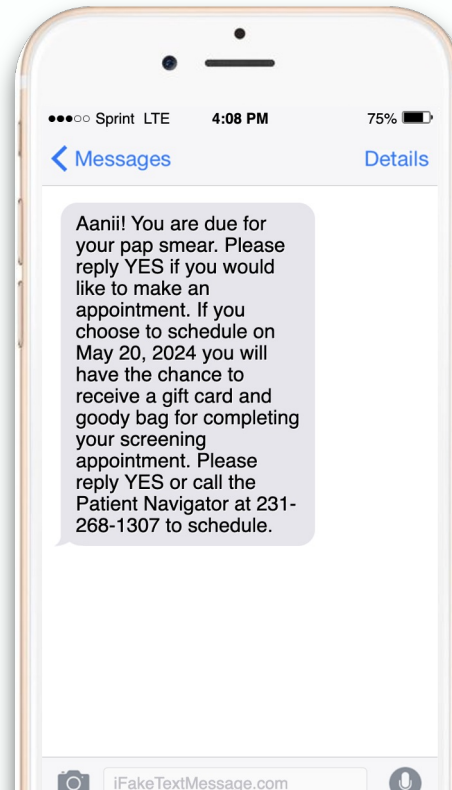 Sprint LTE 4:08 PM 75%
Messages Details
Aanii! You are due for
your pap smear. Please
reply YES if you would
like to make an
appointment. If you
choose to schedule on
May 20, 2024 you will
have the chance to
receive a gift card and
goody bag for completing
your screening
appointment. Please
reply YES or call the
Patient Navigator at 231-
268-1307 to schedule.
iFakeTextMessage.com